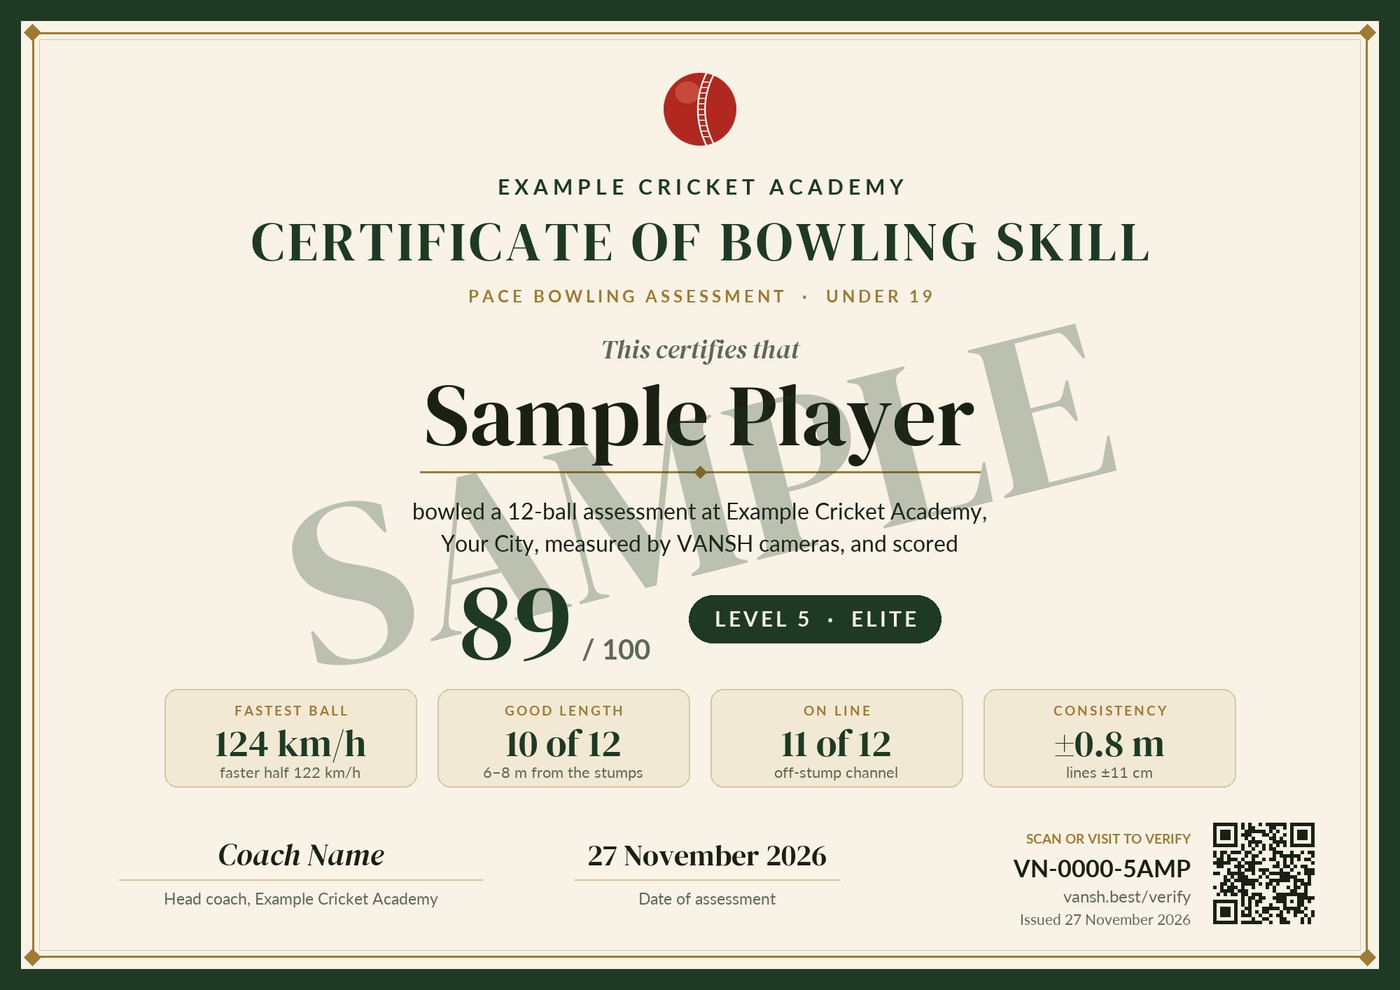 EXAMPLE CRICKET ACADEMY
CERTIFICATE OF BOWLING SKILL
PACE BOWLING ASSESSMENT · UNDER 19
This certifies that
Sample Player
SAMPLE
bowled a 12-ball assessment at Example Cricket Academy,
Your City, measured by VANSH cameras, and scored
89 / 100
LEVEL 5 · ELITE
FASTEST BALL
124 km/h
faster half 122 km/h
GOOD LENGTH
10 of 12
6–8 m from the stumps
ON LINE
11 of 12
off-stump channel
CONSISTENCY
±0.8 m
lines ±11 cm
Coach Name
Head coach, Example Cricket Academy
27 November 2026
Date of assessment
SCAN OR VISIT TO VERIFY
VN-0000-5AMP
vansh.best/verify
Issued 27 November 2026